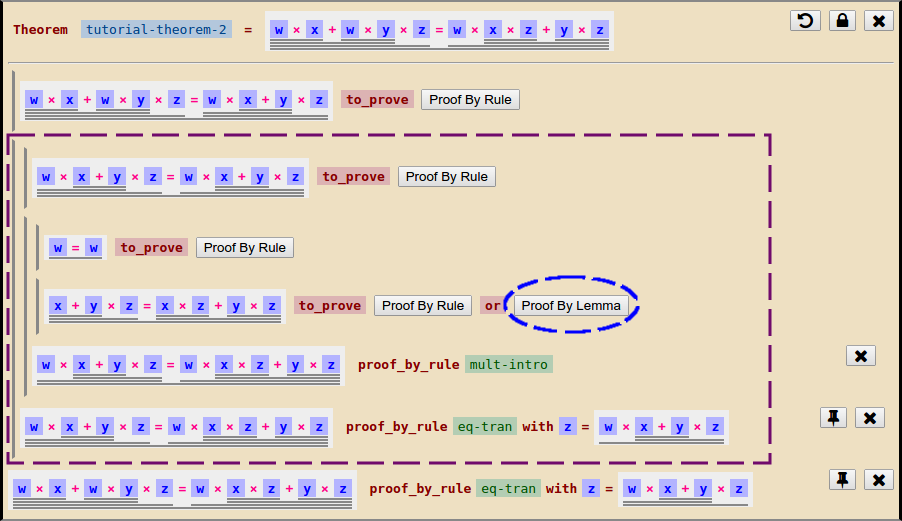 Theorem tutorial-theorem-2 = w × x + w × y × z = w × x × z + y × z
w × x + w × y × z = w × x + y × z to_prove Proof By Rule
w × x + y × z = w × x + y × z to_prove Proof By Rule
w = w to_prove Proof By Rule
x + y × z = x × z + y × z to_prove Proof By Rule or Proof By Lemma
w × x + y × z = w × x × z + y × z proof_by_rule mult-intro
w × x + y × z = w × x × z + y × z proof_by_rule eq-tran with z = w × x + y × z
w × x + w × y × z = w × x × z + y × z proof_by_rule eq-tran with z = w × x + y × z